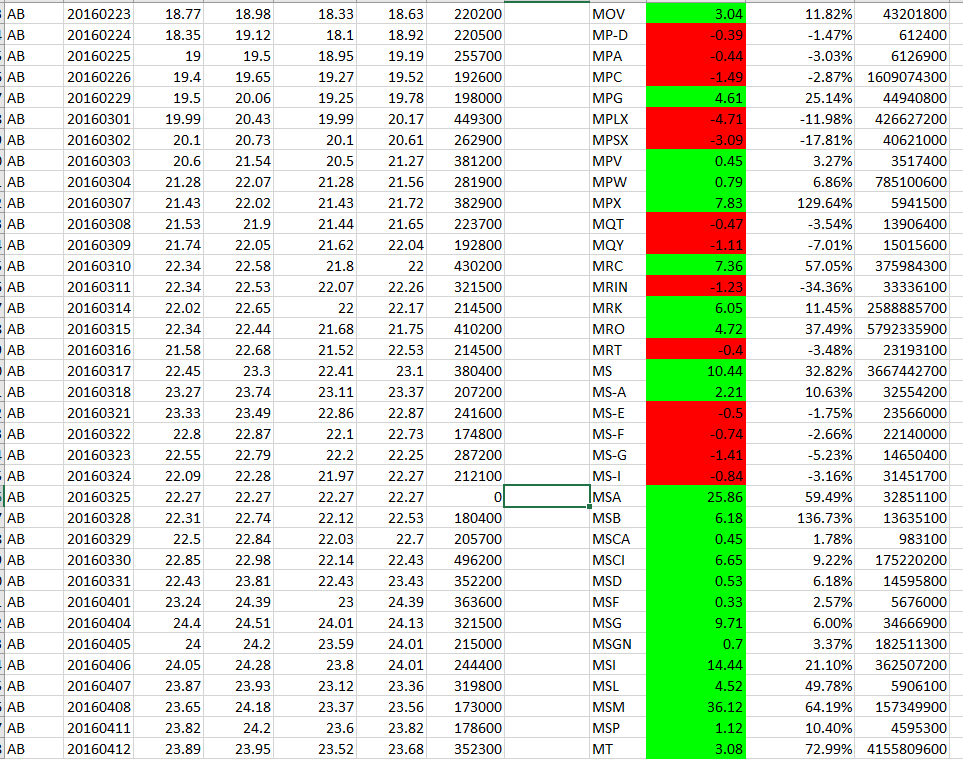 AB 20160223 18.77 18.98 18.33 18.63 220200 MOV 3.04 11.82% 43201800
AB 20160224 18.35 19.12 18.1 18.92 220500 MP-D -0.39 -1.47% 612400
AB 20160225 19 19.5 18.95 19.19 255700 MPA -0.44 -3.03% 6126900
AB 20160226 19.4 19.65 19.27 19.52 192600 MPC -1.49 -2.87% 1609074300
AB 20160229 19.5 20.06 19.25 19.78 198000 MPG 4.61 25.14% 44940800
AB 20160301 19.99 20.43 19.99 20.17 449300 MPLX -4.71 -11.98% 426627200
AB 20160302 20.1 20.73 20.1 20.61 262900 MPSX -3.09 -17.81% 40621000
AB 20160303 20.6 21.54 20.5 21.27 381200 MPV 0.45 3.27% 3517400
AB 20160304 21.28 22.07 21.28 21.56 281900 MPW 0.79 6.86% 785100600
AB 20160307 21.43 22.02 21.43 21.72 382900 MPX 7.83 129.64% 5941500
AB 20160308 21.53 21.9 21.44 21.65 223700 MQT -0.47 -3.54% 13906400
AB 20160309 21.74 22.05 21.62 22.04 192800 MQY -1.11 -7.01% 15015600
AB 20160310 22.34 22.58 21.8 22 430200 MRC 7.36 57.05% 375984300
AB 20160311 22.34 22.53 22.07 22.26 321500 MRIN -1.23 -34.36% 33336100
AB 20160314 22.02 22.65 22 22.17 214500 MRK 6.05 11.45% 2588885700
AB 20160315 22.34 22.44 21.68 21.75 410200 MRO 4.72 37.49% 5792335900
AB 20160316 21.58 22.68 21.52 22.53 214500 MRT -0.4 -3.48% 23193100
AB 20160317 22.45 23.3 22.41 23.1 380400 MS 10.44 32.82% 3667442700
AB 20160318 23.27 23.74 23.11 23.37 207200 MS-A 2.21 10.63% 32554200
AB 20160321 23.33 23.49 22.86 22.87 241600 MS-E -0.5 -1.75% 23566000
AB 20160322 22.8 22.87 22.1 22.73 174800 MS-F -0.74 -2.66% 22140000
AB 20160323 22.55 22.79 22.2 22.25 287200 MS-G -1.41 -5.23% 14650400
AB 20160324 22.09 22.28 21.97 22.27 212100 MS-I -0.84 -3.16% 31451700
AB 20160325 22.27 22.27 22.27 22.27 0 MSA 25.86 59.49% 32851100
AB 20160328 22.31 22.74 22.12 22.53 180400 MSB 6.18 136.73% 13635100
AB 20160329 22.5 22.84 22.03 22.7 205700 MSCA 0.45 1.78% 983100
AB 20160330 22.85 22.98 22.14 22.43 496200 MSCI 6.65 9.22% 175220200
AB 20160331 22.43 23.81 22.43 23.43 352200 MSD 0.53 6.18% 14595800
AB 20160401 23.24 24.39 23 24.39 363600 MSF 0.33 2.57% 5676000
AB 20160404 24.4 24.51 24.01 24.13 321500 MSG 9.71 6.00% 34666900
AB 20160405 24 24.2 23.59 24.01 215000 MSGN 0.7 3.37% 182511300
AB 20160406 24.05 24.28 23.8 24.01 244400 MSI 14.44 21.10% 362507200
AB 20160407 23.87 23.93 23.12 23.36 319800 MSL 4.52 49.78% 5906100
AB 20160408 23.65 24.18 23.37 23.56 173000 MSM 36.12 64.19% 157349900
AB 20160411 23.82 24.2 23.6 23.82 178600 MSP 1.12 10.40% 4595300
AB 20160412 23.89 23.95 23.52 23.68 352300 MT 3.08 72.99% 4155809600